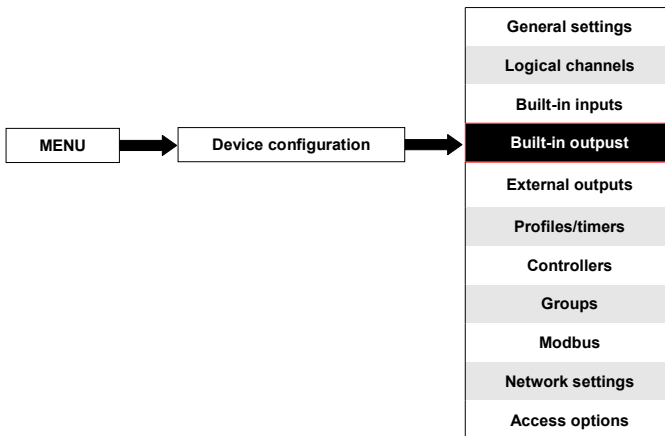 MENU
Device configuration
General settings
Logical channels
Built-in inputs
Built-in outpust
External outputs
Profiles/timers
Controllers
Groups
Modbus
Network settings
Access options